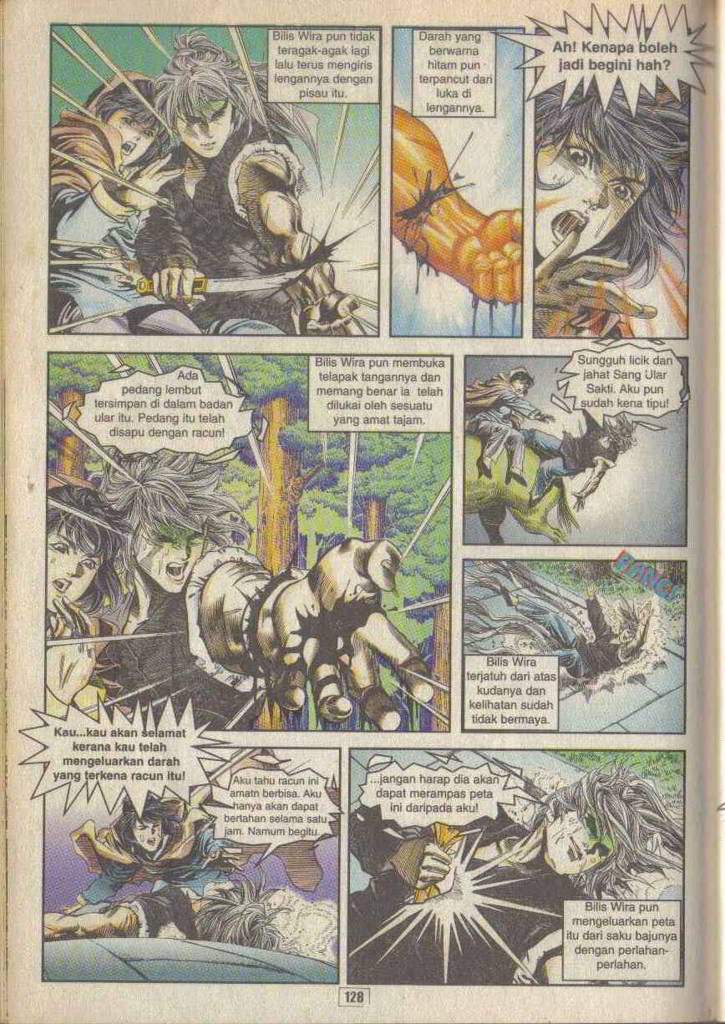 Bilis Wira pun tidak
teragak-agak lagi
lalu terus mengiris
lengannya dengan
pisau itu.
Darah yang
berwarna
hitam pun
terpancut dari
luka di
lengannya.
Ah! Kenapa boleh
jadi begini hah?
Ada
pedang lembut
tersimpan di dalam badan
ular itu. Pedang itu telah
disapu dengan racun!
Bilis Wira pun membuka
telapak tangannya dan
memang benar ia telah
dilukai oleh sesuatu
yang amat tajam.
Sungguh licik dan
jahat Sang Ular
Sakti. Aku pun
sudah kena tipu!
BANG!
Bilis Wira
terjatuh dari atas
kudanya dan
kelihatan sudah
tidak bermaya.
Kau...kau akan selamat
kerana kau telah
mengeluarkan darah
yang terkena racun itu!
Aku tahu racun ini
amatn berbisa. Aku
hanya akan dapat
bertahan selama satu
jam. Namum begitu..
...jangan harap dia akan
dapat merampas peta
ini daripada aku!
Bilis Wira pun
mengeluarkan peta
itu dari saku bajunya
dengan perlahan-
perlahan.
128